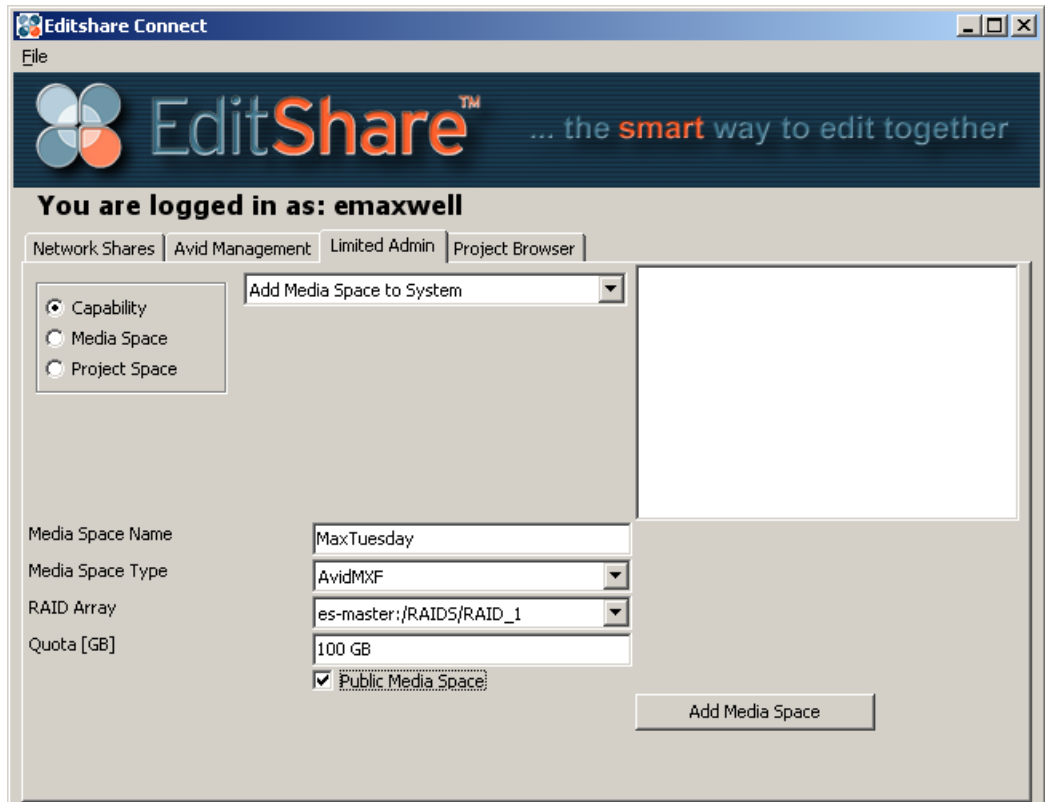 Editshare Connect
File
EditShare™ ... the smart way to edit together
You are logged in as: emaxwell
Network Shares Avid Management Limited Admin Project Browser
Capability
Media Space
Project Space
Add Media Space to System
Media Space Name MaxTuesday
Media Space Type AvidMXF
RAID Array es-master:/RAIDS/RAID_1
Quota [GB] 100 GB
Public Media Space
Add Media Space